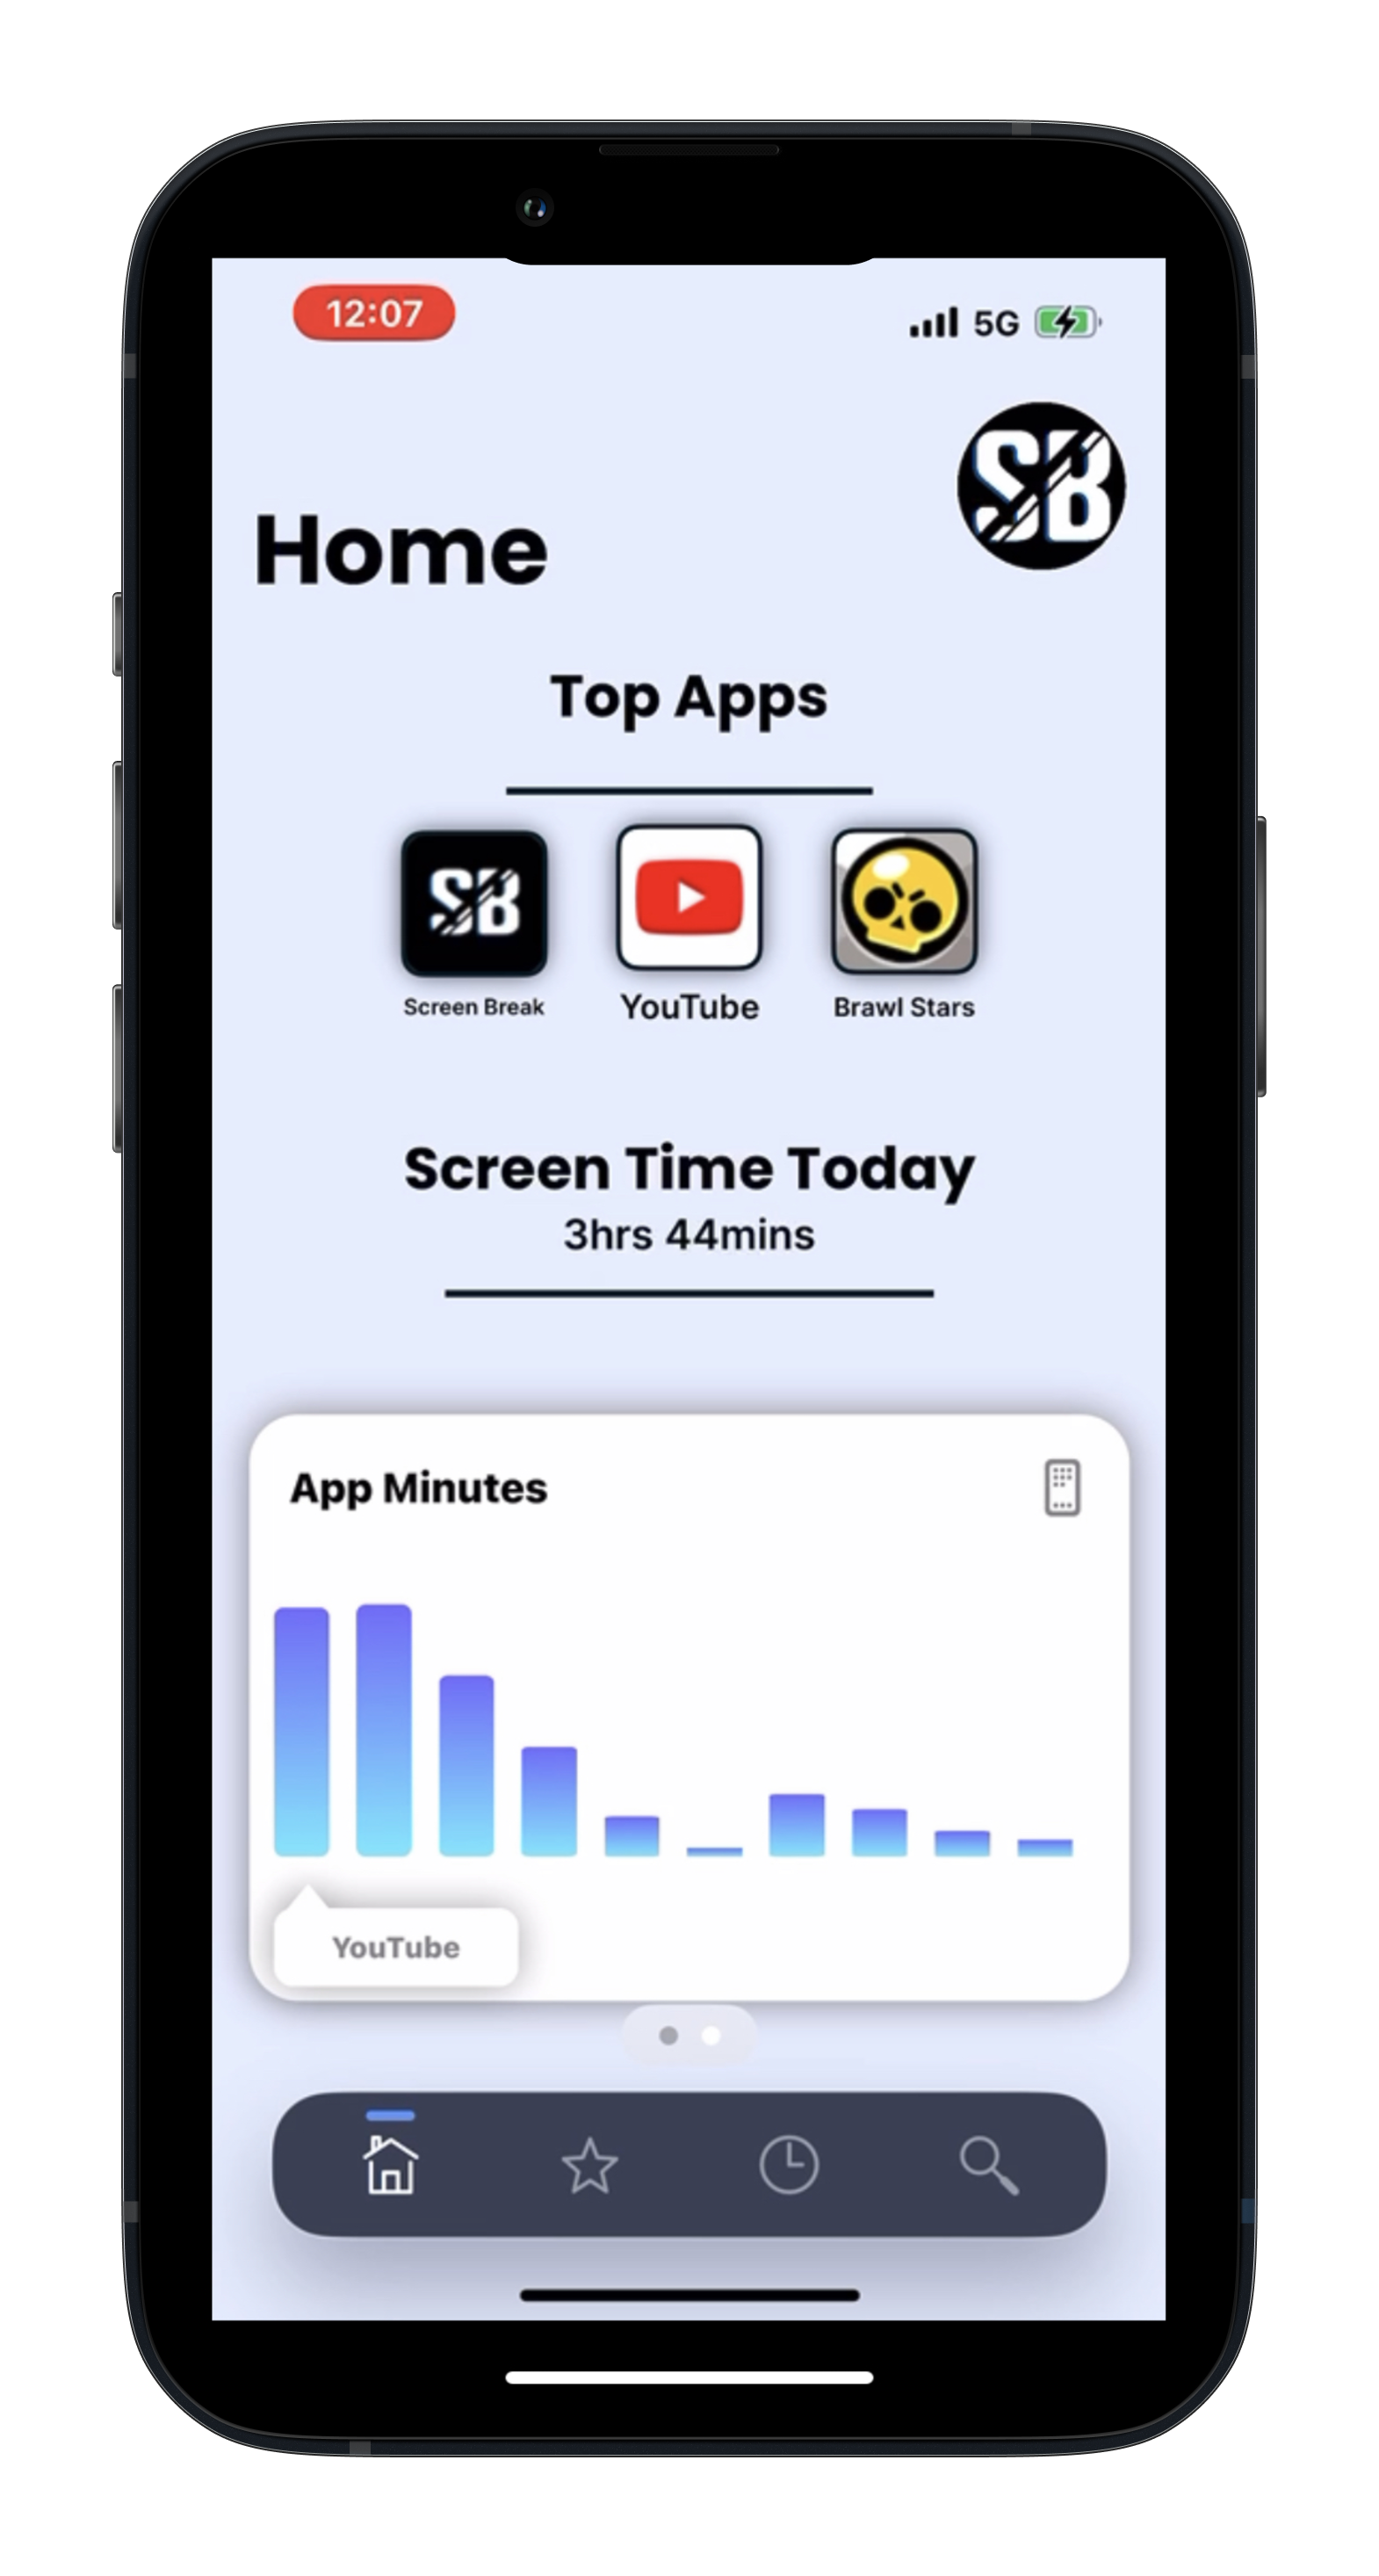 12:07
5G
SB
Home
Top Apps
SB
Screen Break
YouTube
Brawl Stars
Screen Time Today
3hrs 44mins
App Minutes
YouTube